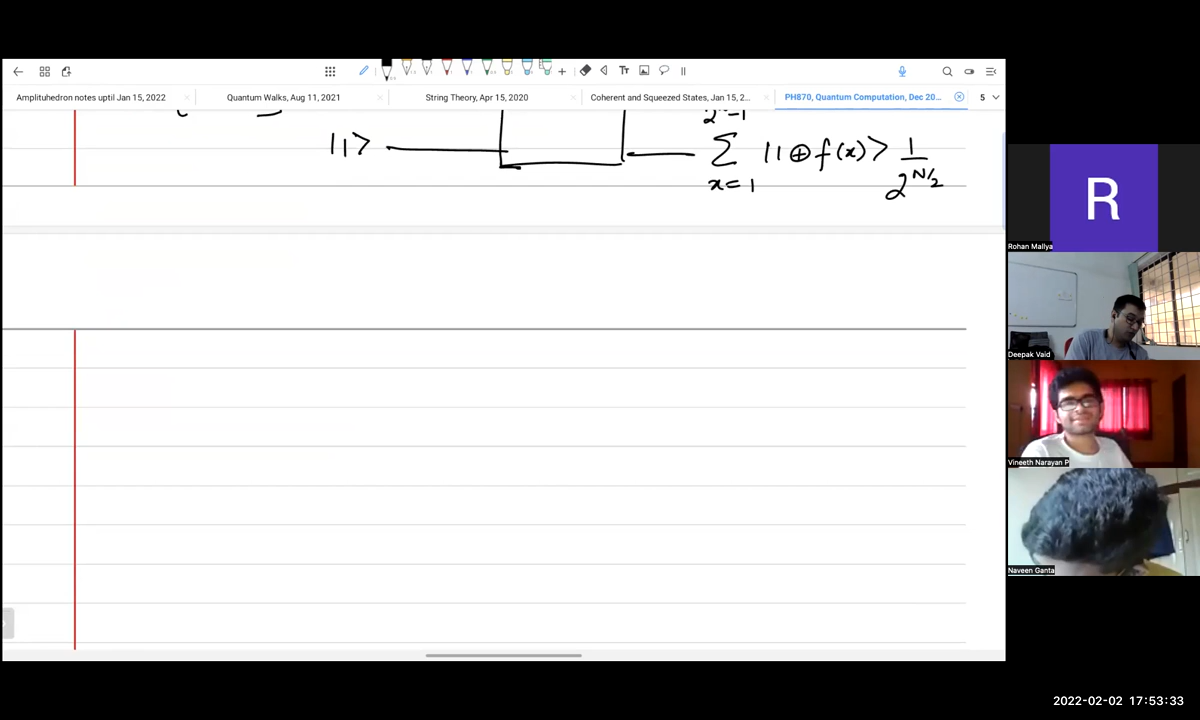 Amplituhedron notes uptil Jan 15, 2022
Quantum Walks, Aug 11, 2021
String Theory, Apr 15, 2020
Coherent and Squeezed States, Jan 15, 2...
PH870, Quantum Computation, Dec 20...
5
Tт
|1>
∑ |1 ⊕ f(x)> 1/2^N/2
x=1
R
Rohan Mallya
Deepak Vaid
Vineeth Narayan P
Naveen Ganta
2022-02-02 17:53:33